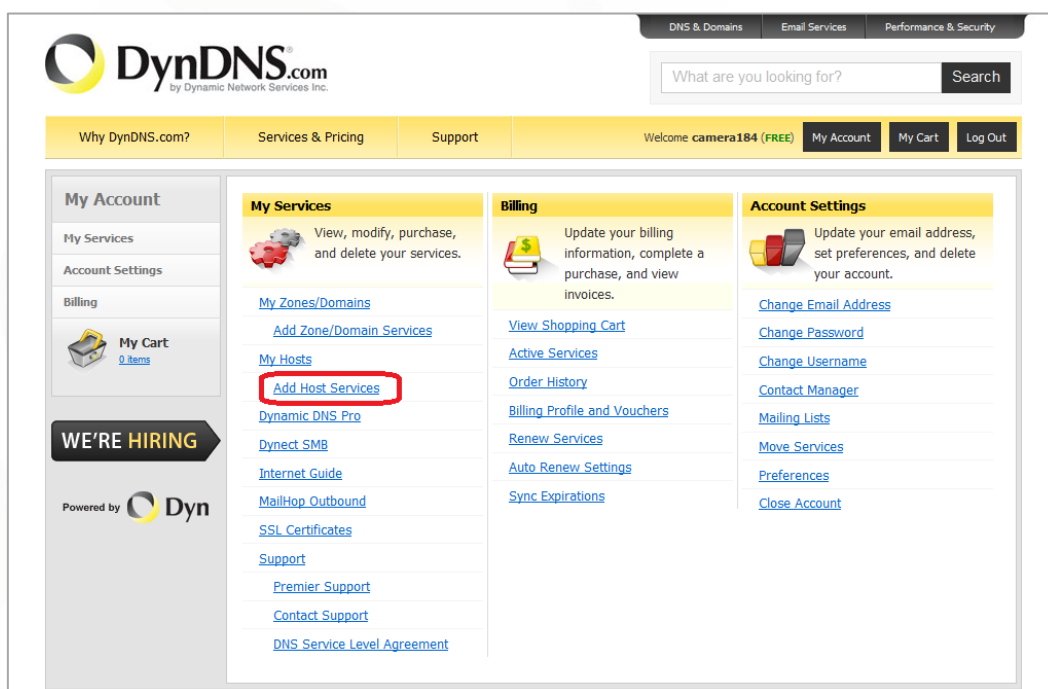 DNS & Domains
Email Services
Performance & Security
DynDNS.com
by Dynamic Network Services Inc.
What are you looking for?
Search
Why DynDNS.com?
Services & Pricing
Support
Welcome camera184 (FREE)
My Account
My Cart
Log Out
My Account
My Services
Account Settings
Billing
My Cart
0 items
WE'RE HIRING
Powered by Dyn
My Services
View, modify, purchase,
and delete your services.
My Zones/Domains
Add Zone/Domain Services
My Hosts
Add Host Services
Dynamic DNS Pro
Dynect SMB
Internet Guide
MailHop Outbound
SSL Certificates
Support
Premier Support
Contact Support
DNS Service Level Agreement
Billing
Update your billing
information, complete a
purchase, and view
invoices.
View Shopping Cart
Active Services
Order History
Billing Profile and Vouchers
Renew Services
Auto Renew Settings
Sync Expirations
Account Settings
Update your email address,
set preferences, and delete
your account.
Change Email Address
Change Password
Change Username
Contact Manager
Mailing Lists
Move Services
Preferences
Close Account